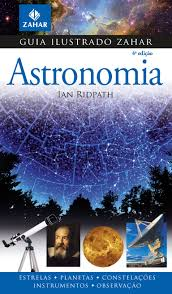 ZAHAR
GUIA ILUSTRADO ZAHAR
4ª edição
Astronomia
IAN RIDPATH
ESTRELAS • PLANETAS • CONSTELAÇÕES
INSTRUMENTOS • OBSERVAÇÃO